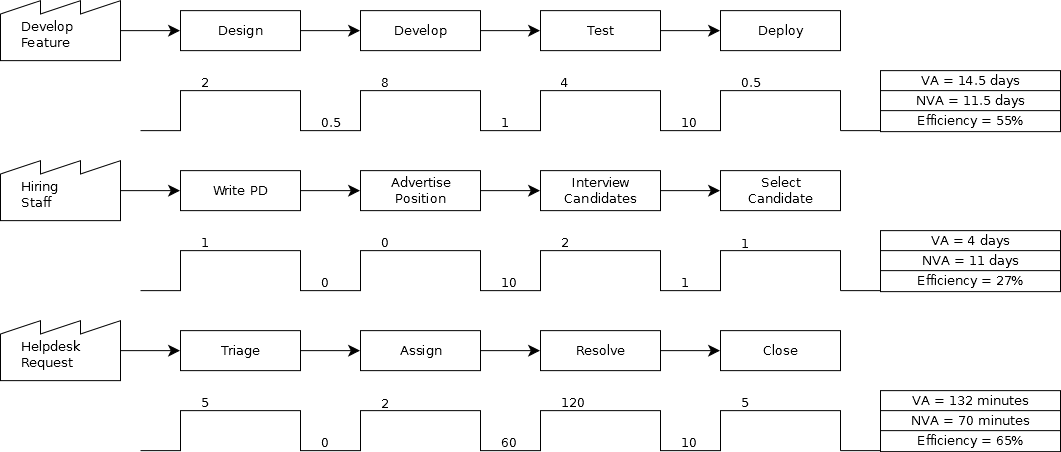 Develop
Feature
Design
Develop
Test
Deploy
2
0.5
8
1
4
10
0.5
VA = 14.5 days
NVA = 11.5 days
Efficiency = 55%
Hiring
Staff
Write PD
Advertise
Position
Interview
Candidates
Select
Candidate
1
0
0
10
2
1
1
VA = 4 days
NVA = 11 days
Efficiency = 27%
Helpdesk
Request
Triage
Assign
Resolve
Close
5
0
2
60
120
10
5
VA = 132 minutes
NVA = 70 minutes
Efficiency = 65%